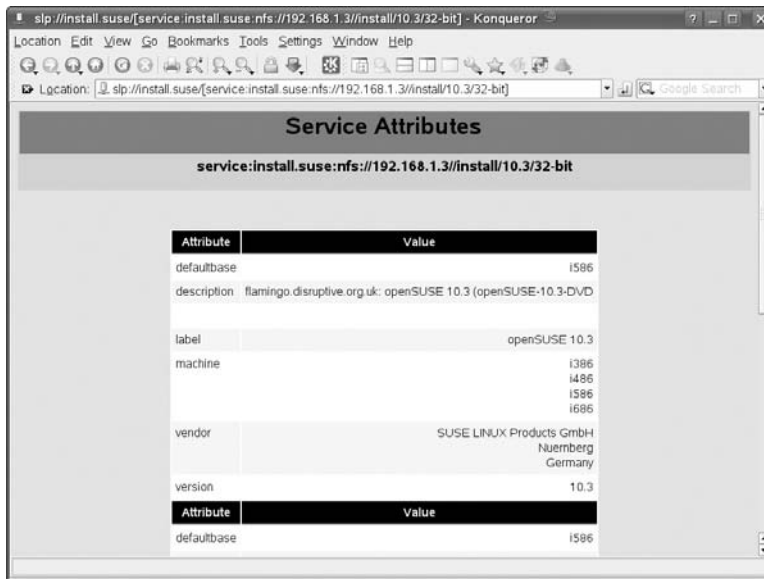 slp://install.suse/[service:install.suse:nfs://192.168.1.3//install/10.3/32-bit] - Konqueror
Location Edit View Go Bookmarks Tools Settings Window Help
Location: slp://install.suse/[service:install.suse:nfs://192.168.1.3//install/10.3/32-bit] Google Search
Service Attributes
service:install.suse:nfs://192.168.1.3//install/10.3/32-bit
Attribute Value
defaultbase i586
description flamingo.disruptive.org.uk: openSUSE 10.3 (openSUSE-10.3-DVD
label openSUSE 10.3
machine i386
i486
i586
i686
vendor SUSE LINUX Products GmbH
Nuernberg
Germany
version 10.3
Attribute Value
defaultbase i586